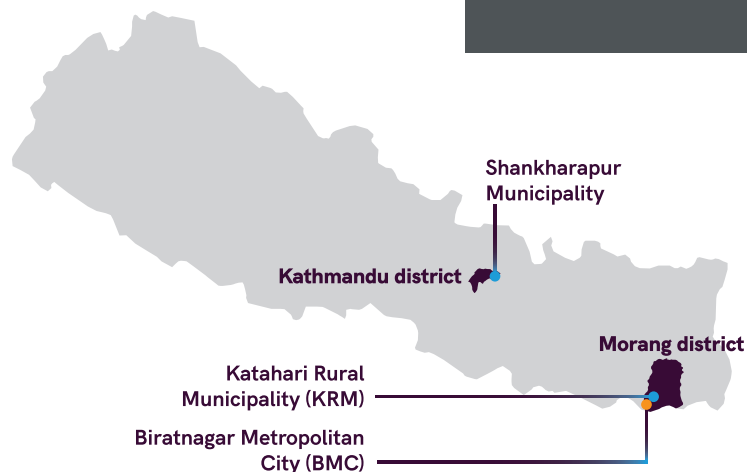 Shankharapur
Municipality
Kathmandu district
Morang district
Katahari Rural
Municipality (KRM)
Biratnagar Metropolitan
City (BMC)